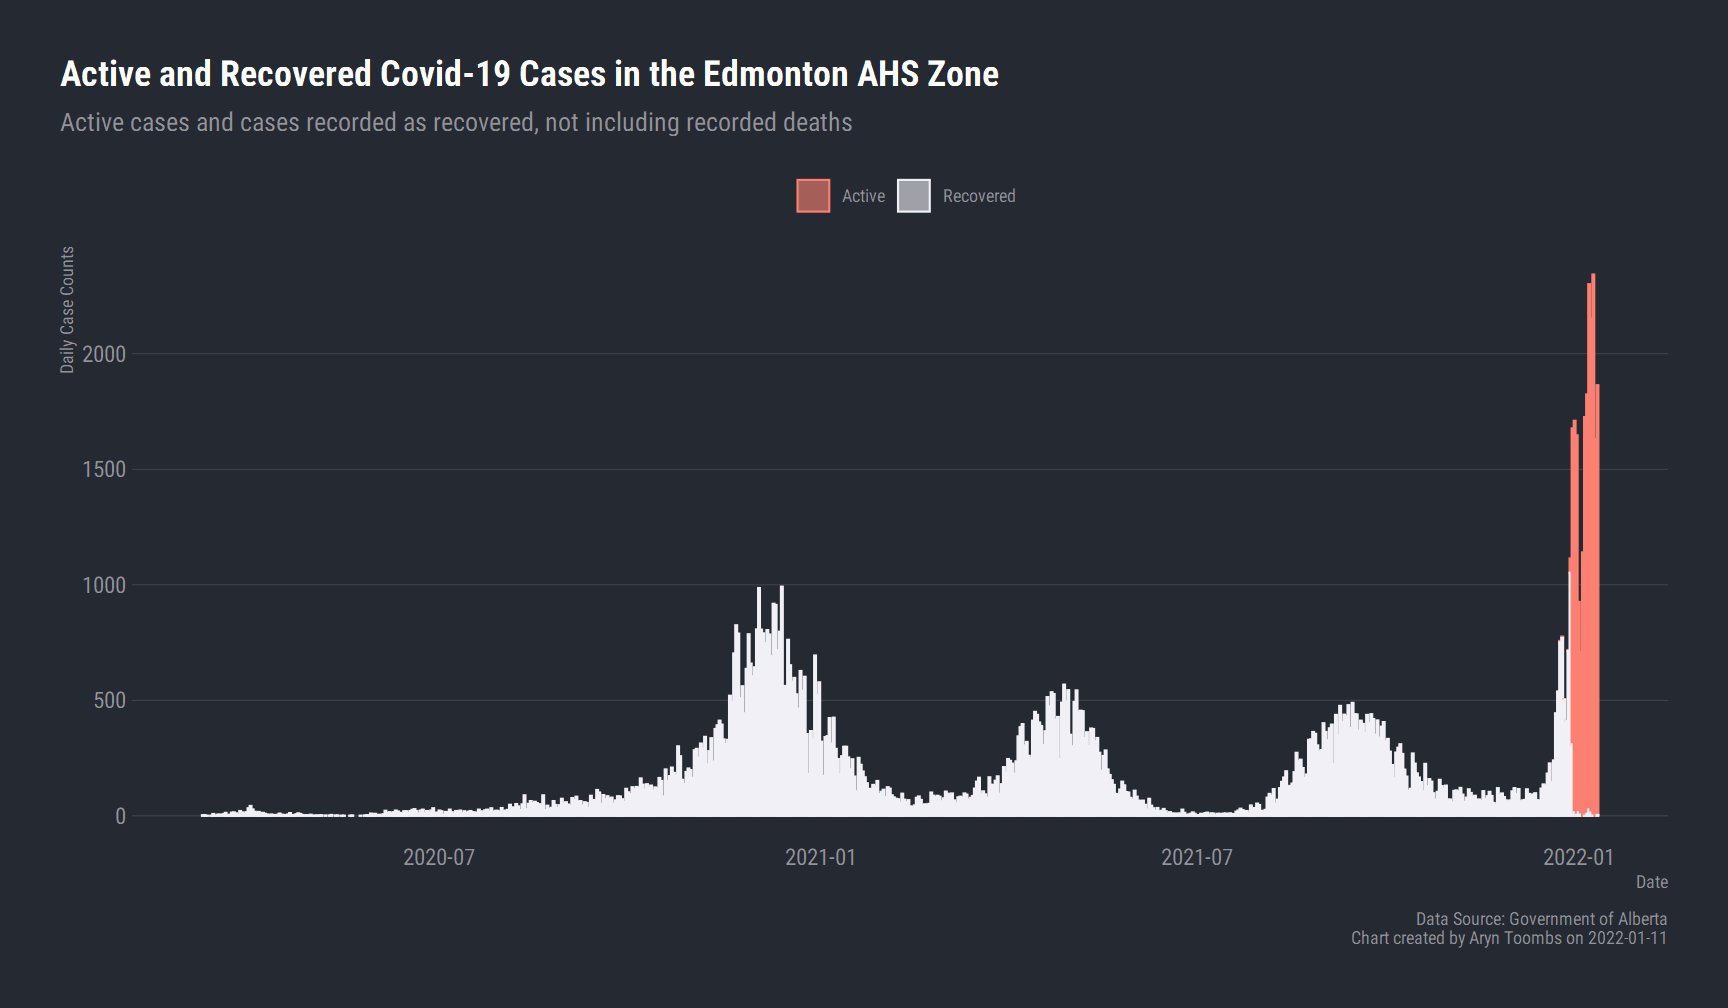 Active and Recovered Covid-19 Cases in the Edmonton AHS Zone
Active cases and cases recorded as recovered, not including recorded deaths
Active
Recovered
Daily Case Counts
2000
1500
1000
500
0
2020-07
2021-01
2021-07
2022-01
Date
Data Source: Government of Alberta
Chart created by Aryn Toombs on 2022-01-11